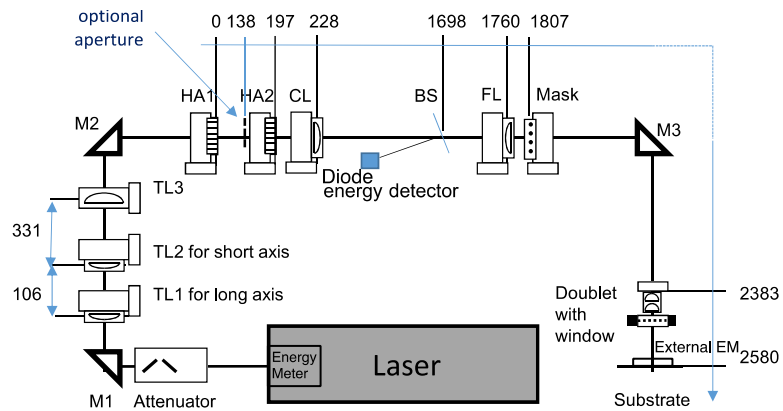 optional
aperture
0 138 197 228 1698 1760 1807
HA1 HA2 CL BS FL Mask
M2
M3
Diode
energy detector
TL3
331
TL2 for short axis
106
TL1 for long axis
Doublet
with
window
2383
External EM
2580
Energy
Meter
Laser
M1 Attenuator
Substrate